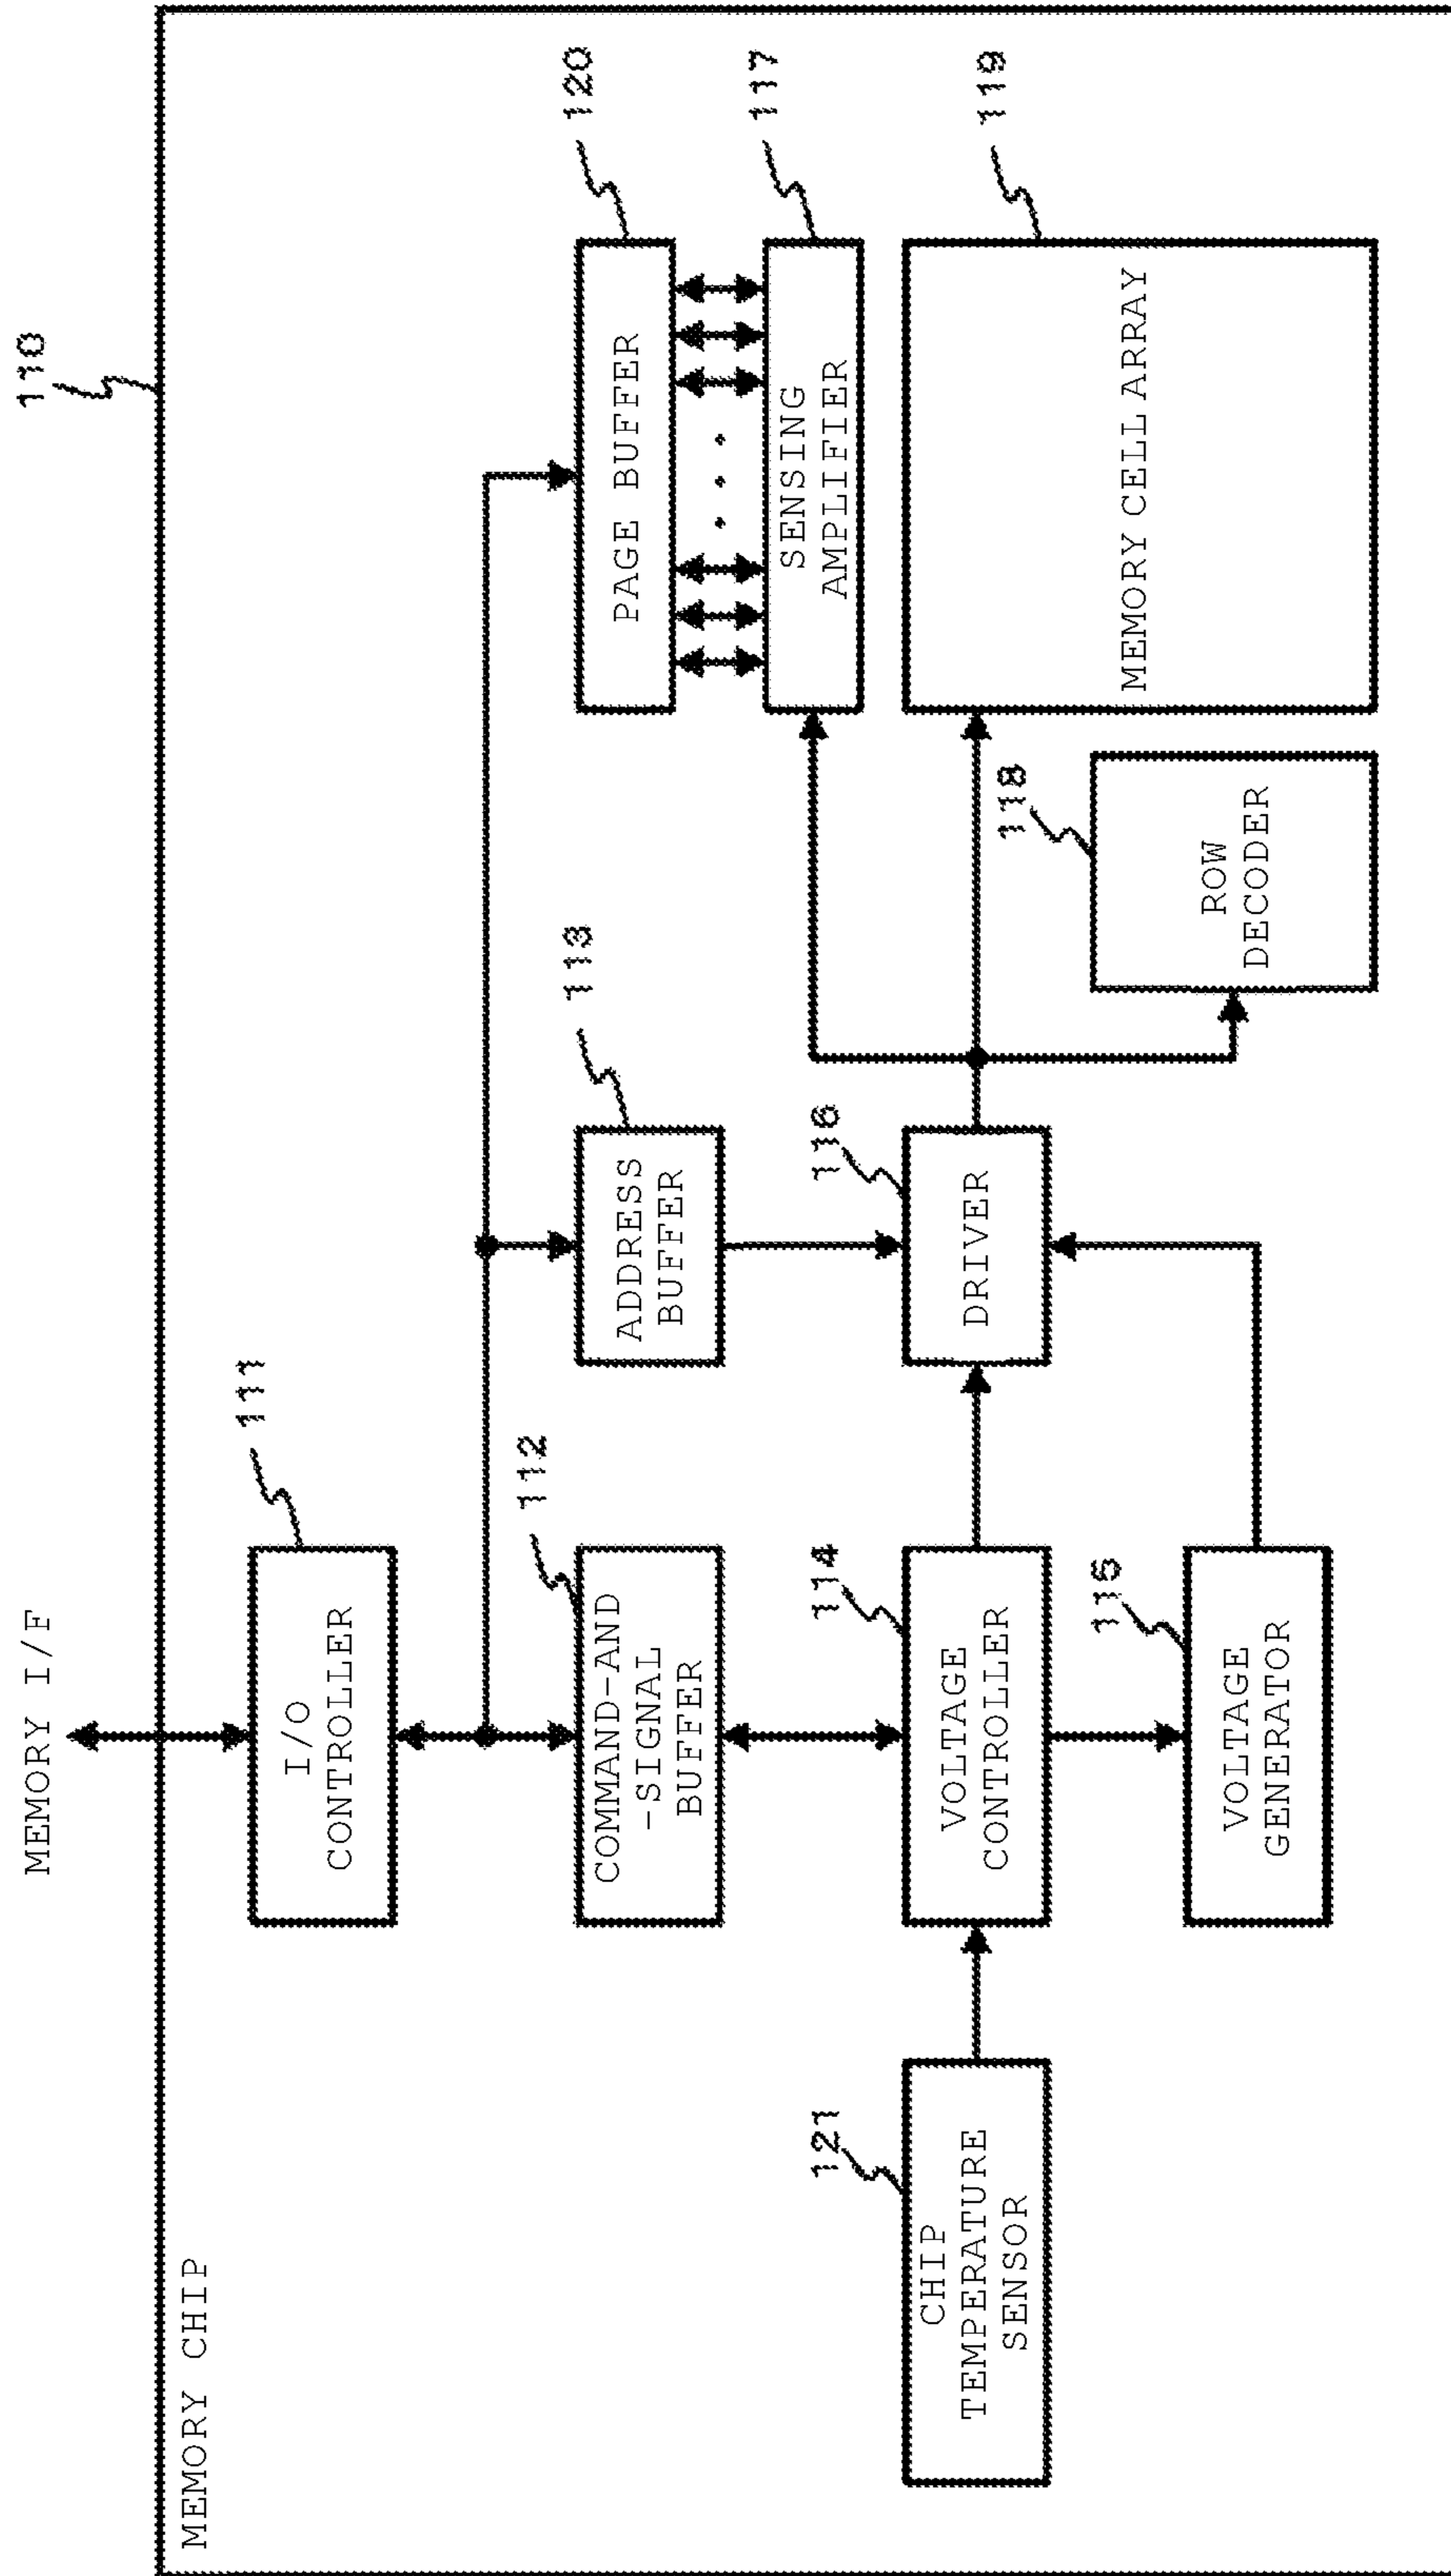 MEMORY I/F
110
MEMORY CHIP
111
I/O
CONTROLLER
112
COMMAND-AND
-SIGNAL
BUFFER
113
ADDRESS
BUFFER
120
PAGE BUFFER
117
SENSING
AMPLIFIER
121
CHIP
TEMPERATURE
SENSOR
114
VOLTAGE
CONTROLLER
116
DRIVER
119
MEMORY CELL ARRAY
118
ROW
DECODER
115
VOLTAGE
GENERATOR